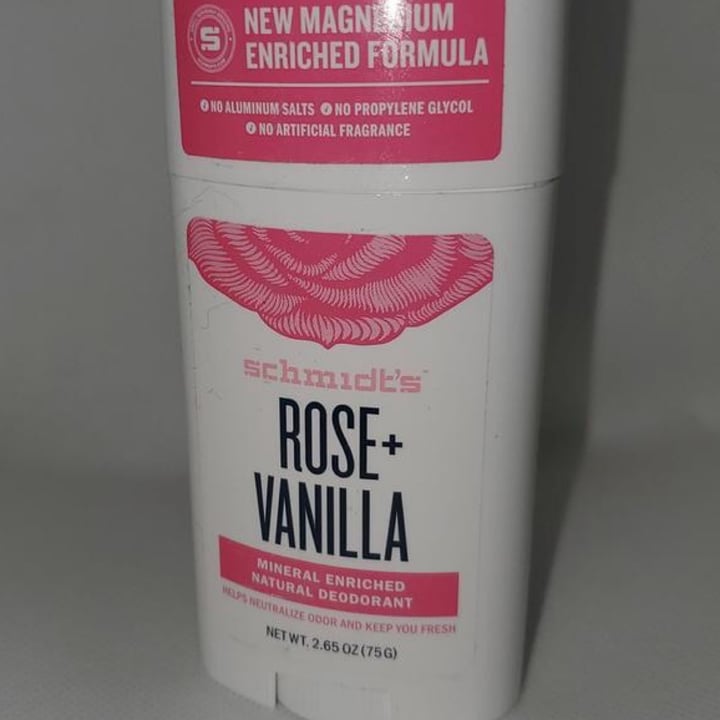 S
NEW MAGNESIUM
ENRICHED FORMULA
NO ALUMINUM SALTS NO PROPYLENE GLYCOL
NO ARTIFICIAL FRAGRANCE
schmidt's
ROSE+
VANILLA
MINERAL ENRICHED
NATURAL DEODORANT
HELPS NEUTRALIZE ODOR AND KEEP YOU FRESH
NET WT. 2.65 OZ (75G)